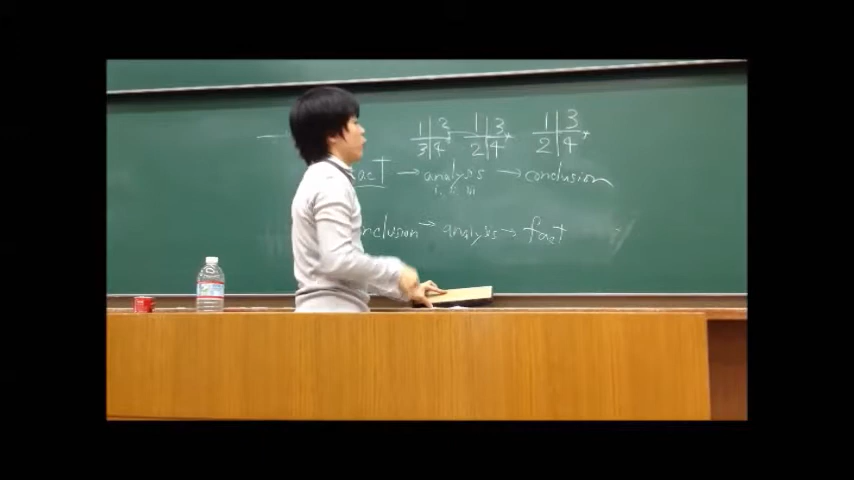 1 2 1 3 1 3
3 4 2 4 2 4
act → analysis → conclusion
i. ii. iii
nclusion → analysis → fact